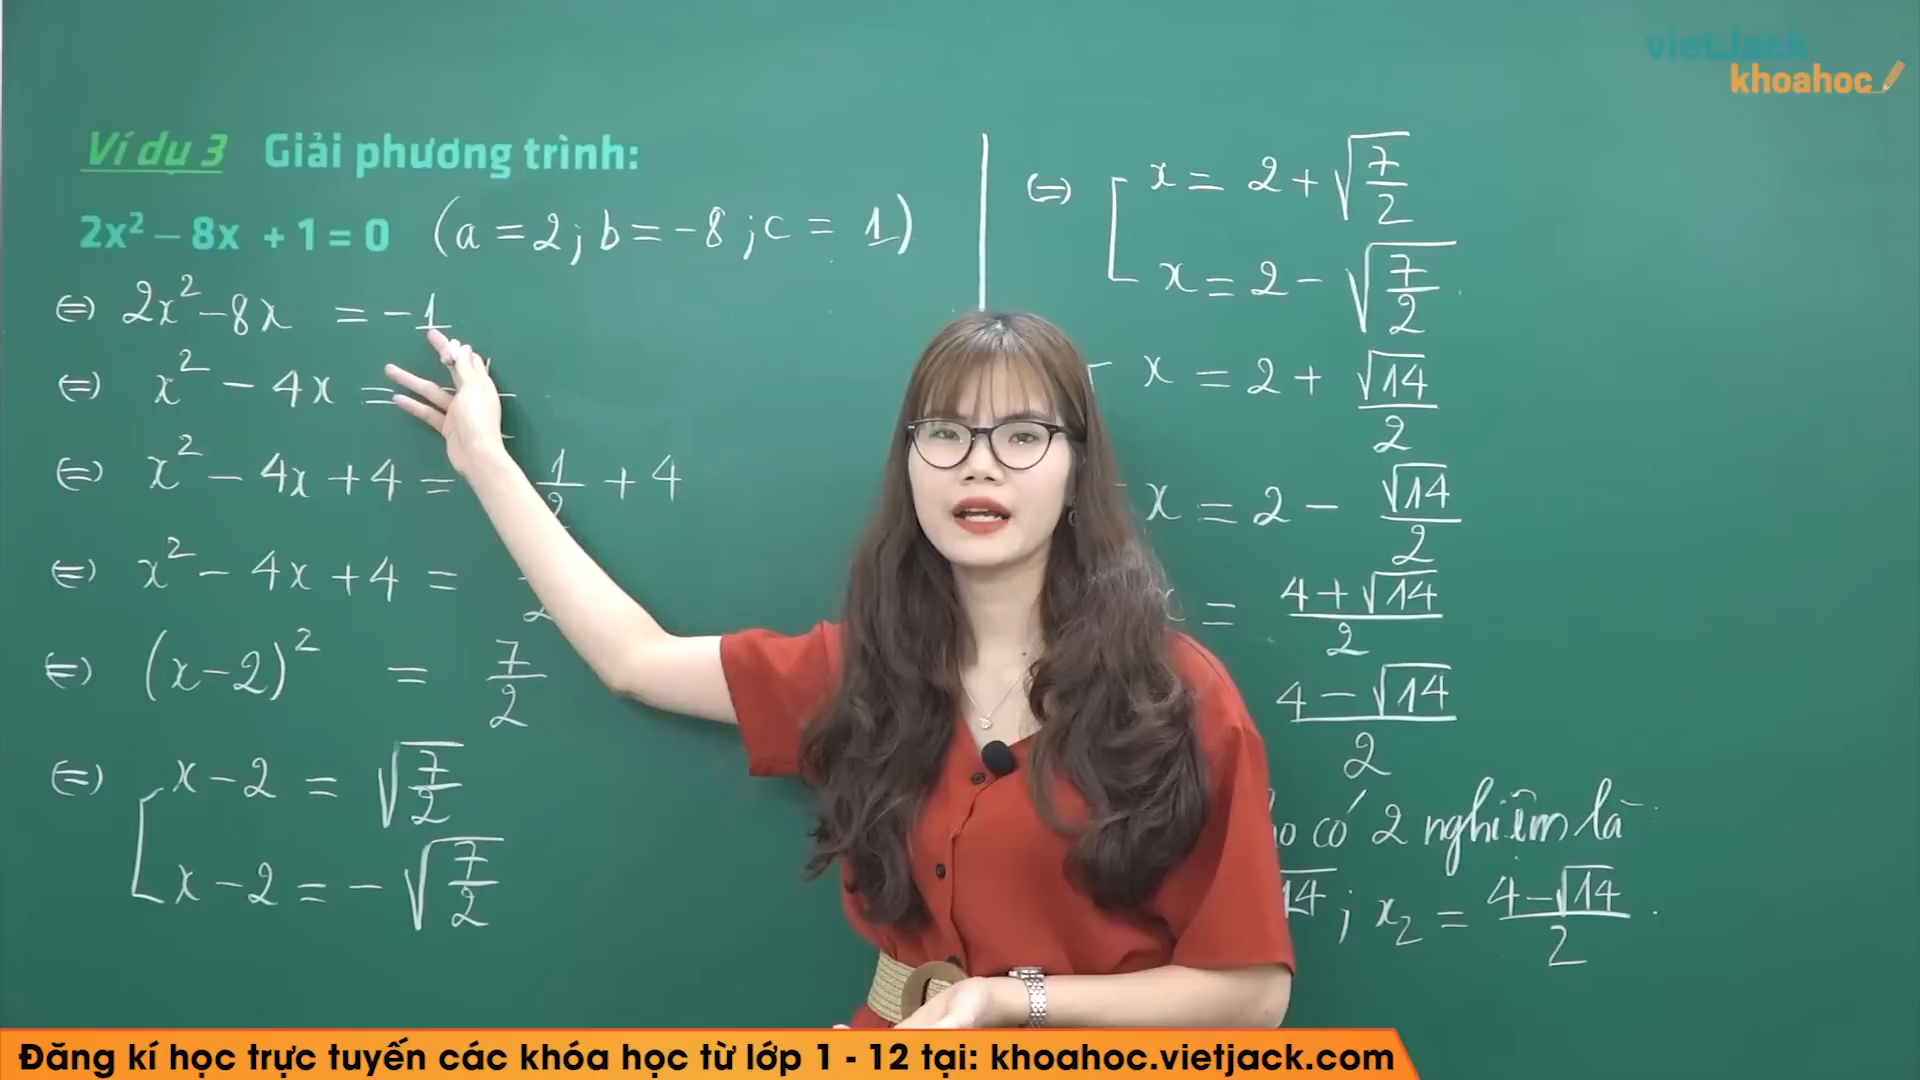 vietJack
khoahoc
Ví dụ 3 Giải phương trình:
2x² – 8x + 1 = 0 (a = 2; b = -8; c = 1)
⇔ 2x² - 8x = -1
⇔ x² - 4x =
⇔ x² - 4x + 4 = 1/2 + 4
⇔ x² - 4x + 4 =
⇔ (x-2)² = 7/2
⇔ [ x - 2 = √(7/2)
x - 2 = - √(7/2)
⇔ [ x = 2 + √(7/2)
x = 2 - √(7/2)
x = 2 + √14/2
x = 2 - √14/2
x = (4 + √14)/2
(4 - √14)/2
có 2 nghiệm là:
√14; x₂ = (4 - √14)/2.
Đăng kí học trực tuyến các khóa học từ lớp 1 - 12 tại: khoahoc.vietjack.com